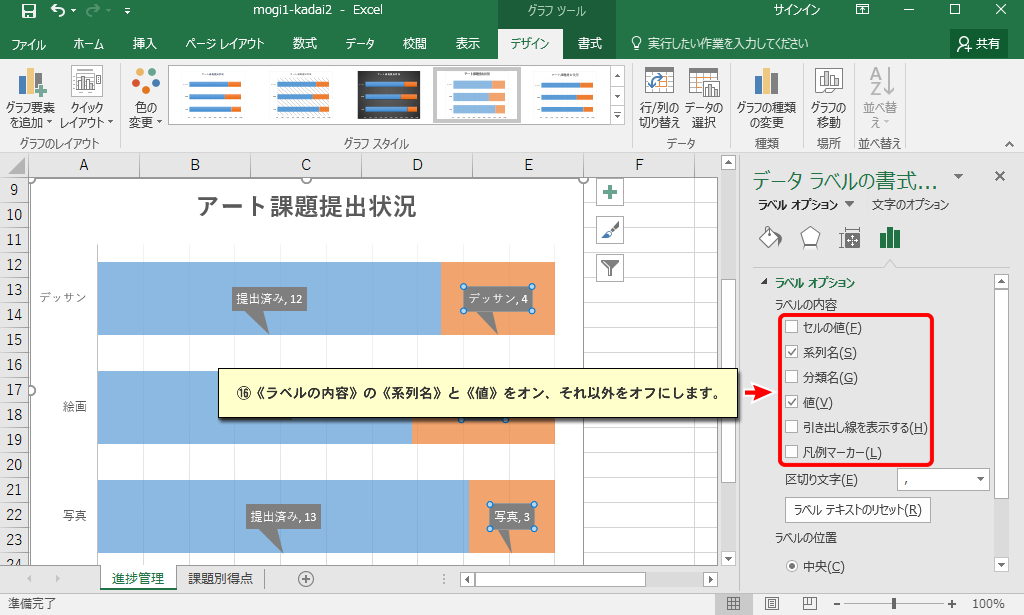 mogi1-kadai2 - Excel
グラフ ツール
サインイン
ファイル
ホーム
挿入
ページ レイアウト
数式
データ
校閲
表示
デザイン
書式
実行したい作業を入力してください
共有
グラフ要素
を追加
クイック
レイアウト
色の
変更
行/列の
切り替え
データの
選択
グラフの種類
の変更
グラフの
移動
並べ替
え
グラフのレイアウト
グラフ スタイル
データ
種類
場所
並べ替え
A
B
C
D
E
F
9
10
11
12
13
14
15
16
17
18
19
20
21
22
23
24
アート課題提出状況
デッサン
提出済み, 12
デッサン, 4
絵画
写真
提出済み, 13
写真, 3
⑯《ラベルの内容》の《系列名》と《値》をオン、それ以外をオフにします。
データ ラベルの書式...
ラベル オプション
文字のオプション
ラベル オプション
ラベルの内容
セルの値(F)
系列名(S)
分類名(G)
値(V)
引き出し線を表示する(H)
凡例マーカー(L)
区切り文字(E)
,
ラベル テキストのリセット(R)
ラベルの位置
中央(C)
進捗管理
課題別得点
準備完了
100%